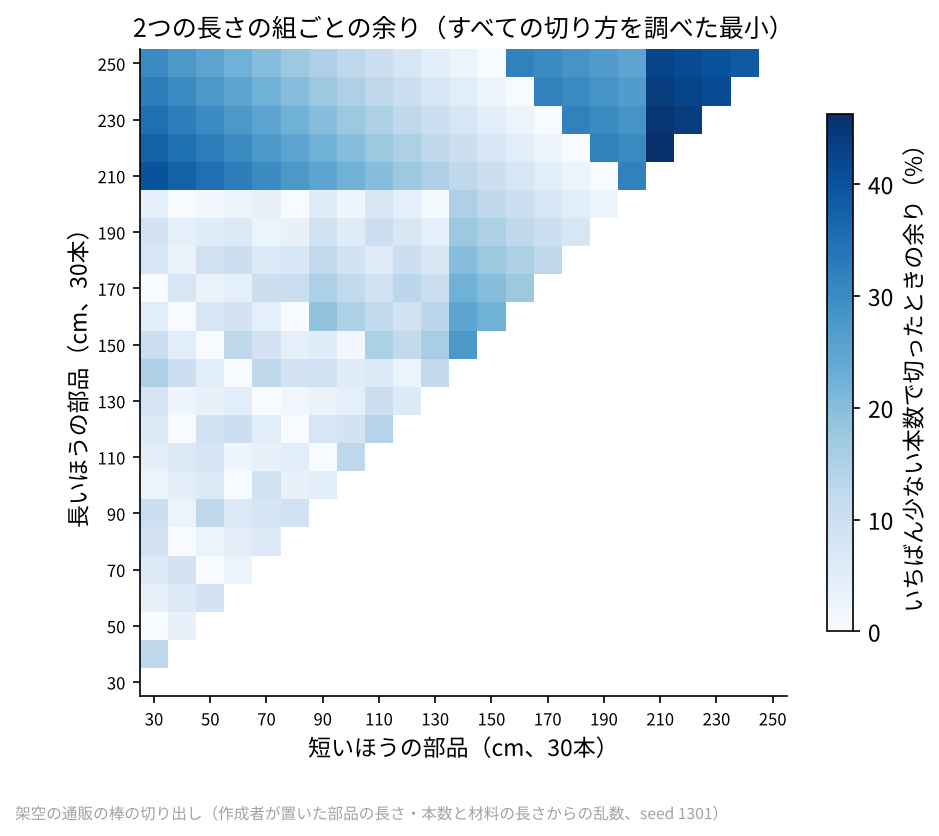 2つの長さの組ごとの余り（すべての切り方を調べた最小）
長いほうの部品（cm、30本）
250
230
210
190
170
150
130
110
90
70
50
30
30 50 70 90 110 130 150 170 190 210 230 250
短いほうの部品（cm、30本）
40
30
20
10
0
いちばん少ない本数で切ったときの余り（%）
架空の通販の棒の切り出し（作成者が置いた部品の長さ・本数と材料の長さからの乱数、seed 1301）